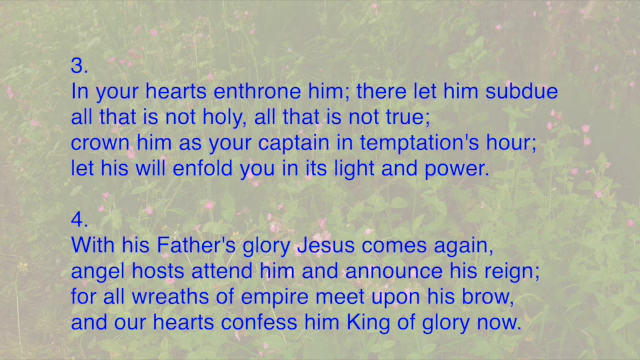 3.
In your hearts enthrone him; there let him subdue
all that is not holy, all that is not true;
crown him as your captain in temptation's hour;
let his will enfold you in its light and power.
4.
With his Father's glory Jesus comes again,
angel hosts attend him and announce his reign;
for all wreaths of empire meet upon his brow,
and our hearts confess him King of glory now.